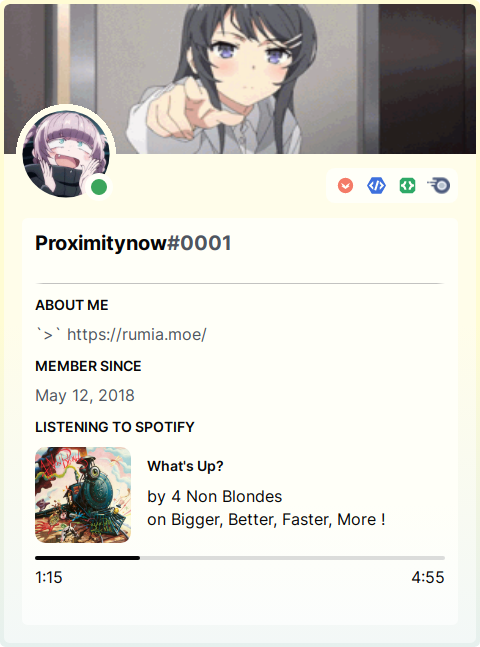 Proximitynow#0001
ABOUT ME
`>` https://rumia.moe/
MEMBER SINCE
May 12, 2018
LISTENING TO SPOTIFY
What's Up?
by 4 Non Blondes
on Bigger, Better, Faster, More !
1:15 4:55